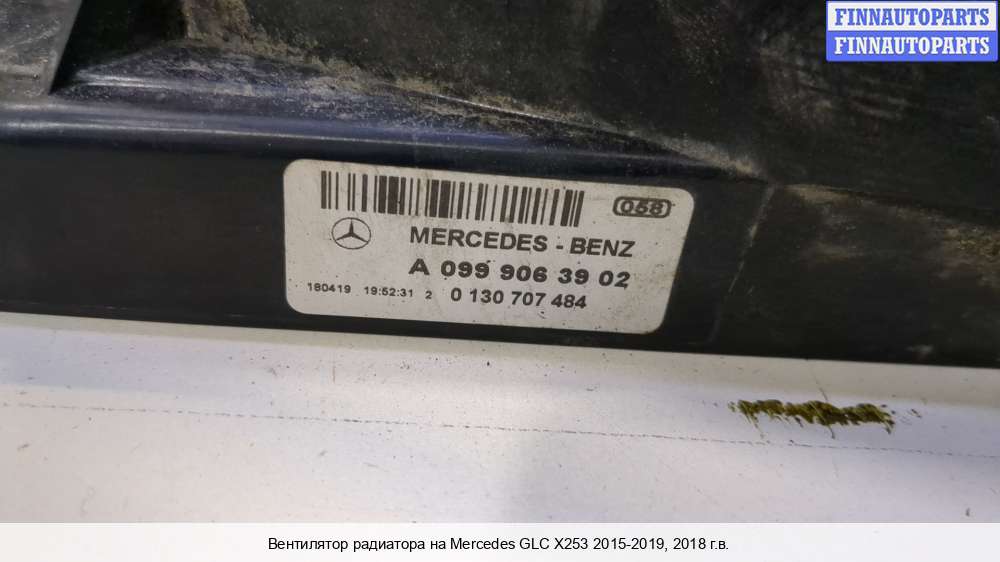 FINNAUTOPARTS
FINNAUTOPARTS
058
MERCEDES - BENZ
A 099 906 39 02
180419 19:52:31 2 0 130 707 484
Вентилятор радиатора на Mercedes GLC X253 2015-2019, 2018 г.в.